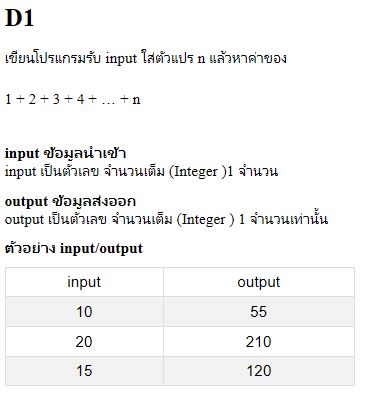 D1
เขียนโปรแกรมรับ input ใส่ตัวแปร n แล้วหาค่าของ
1 + 2 + 3 + 4 + … + n
input ข้อมูลนำเข้า
input เป็นตัวเลข จำนวนเต็ม (Integer )1 จำนวน
output ข้อมูลส่งออก
output เป็นตัวเลข จำนวนเต็ม (Integer ) 1 จำนวนเท่านั้น
ตัวอย่าง input/output
input output
10 55
20 210
15 120